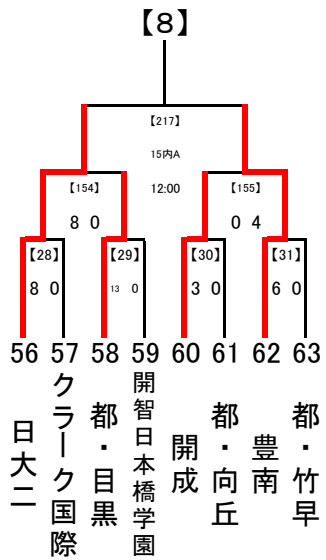 【8】
【217】
15内A
12:00
【154】
【155】
8 0
0 4
【28】
【29】
【30】
【31】
8 0
13 0
3 0
6 0
56 57 58 59 60 61 62 63
日大二
クラーク国際
都・目黒
開智日本橋学園
開成
都・向丘
豊南
都・竹早